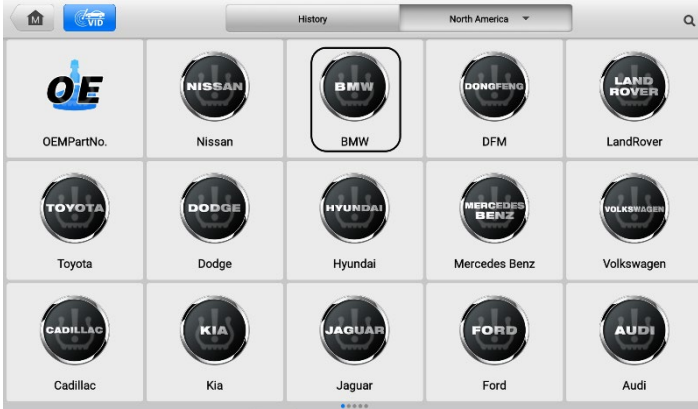 M VID History North America
OE NISSAN BMW DONGFENG LAND
ROVER
OEMPartNo. Nissan BMW DFM LandRover
TOYOTA DODGE HYUNDAI MERCEDES
BENZ VOLKSWAGEN
Toyota Dodge Hyundai Mercedes Benz Volkswagen
CADILLAC KIA JAGUAR FORD AUDI
Cadillac Kia Jaguar Ford Audi